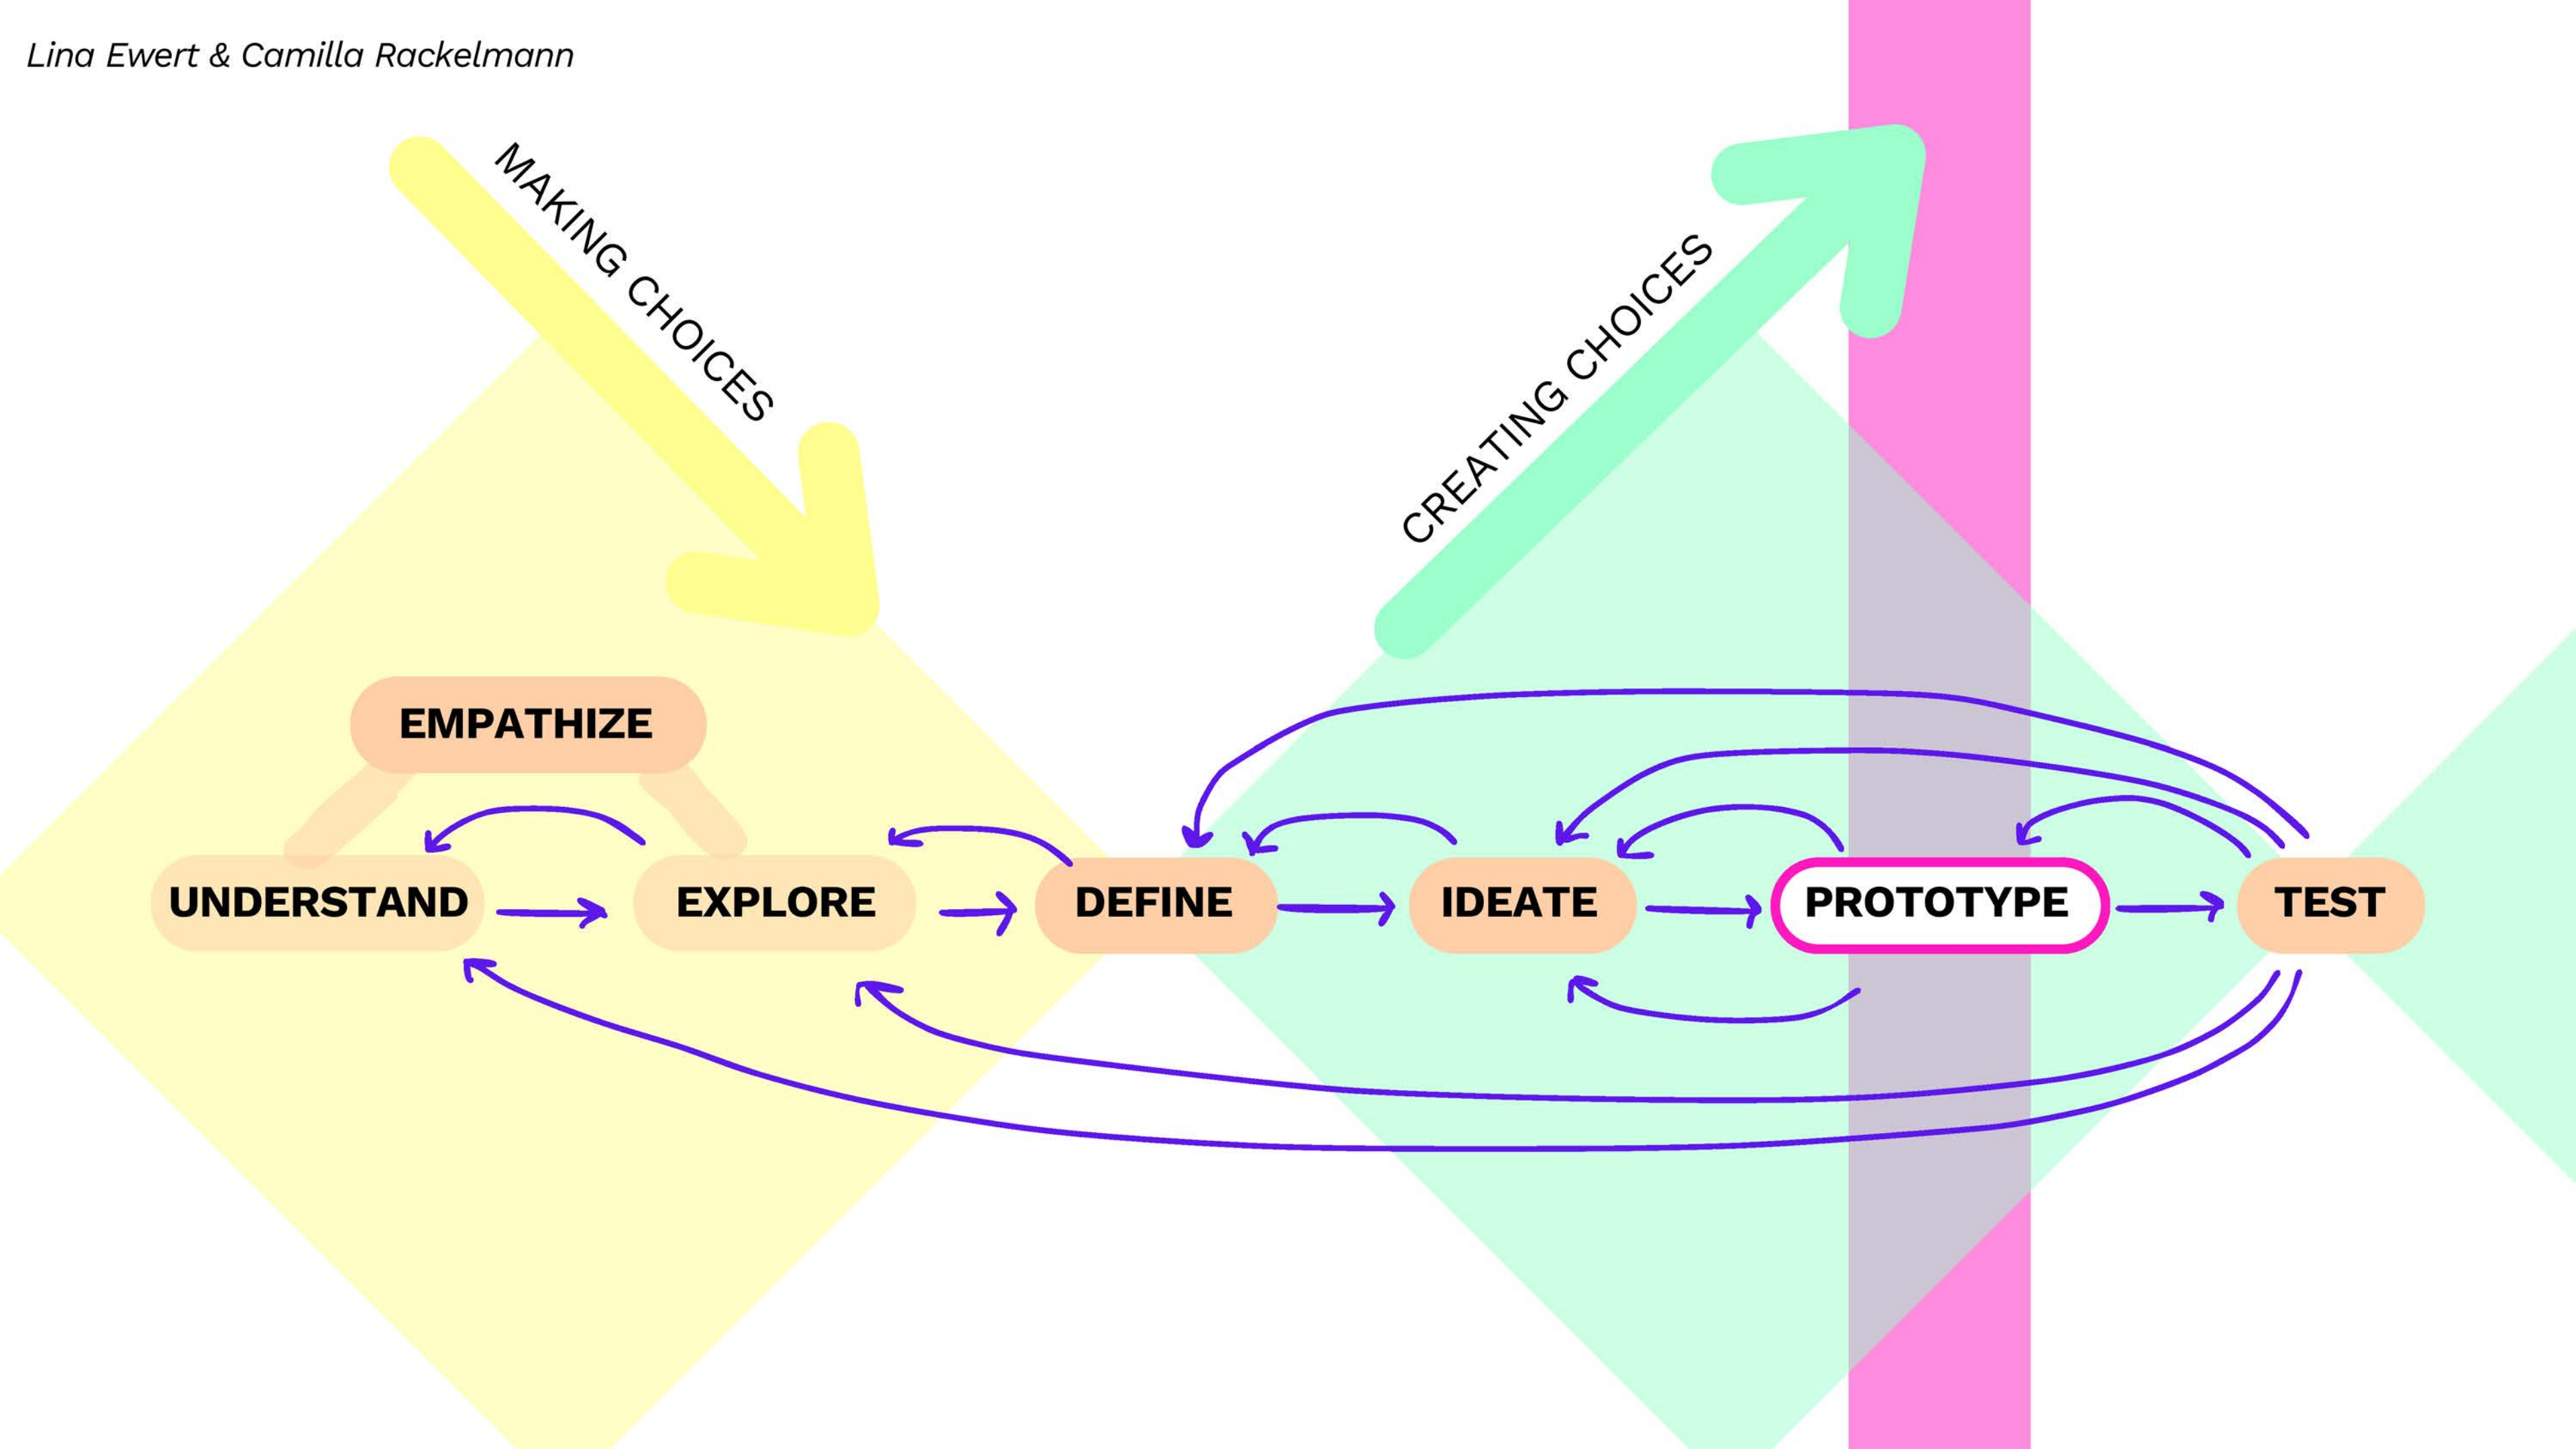 Lina Ewert & Camilla Rackelmann
MAKING CHOICES
CREATING CHOICES
EMPATHIZE
UNDERSTAND
EXPLORE
DEFINE
IDEATE
PROTOTYPE
TEST